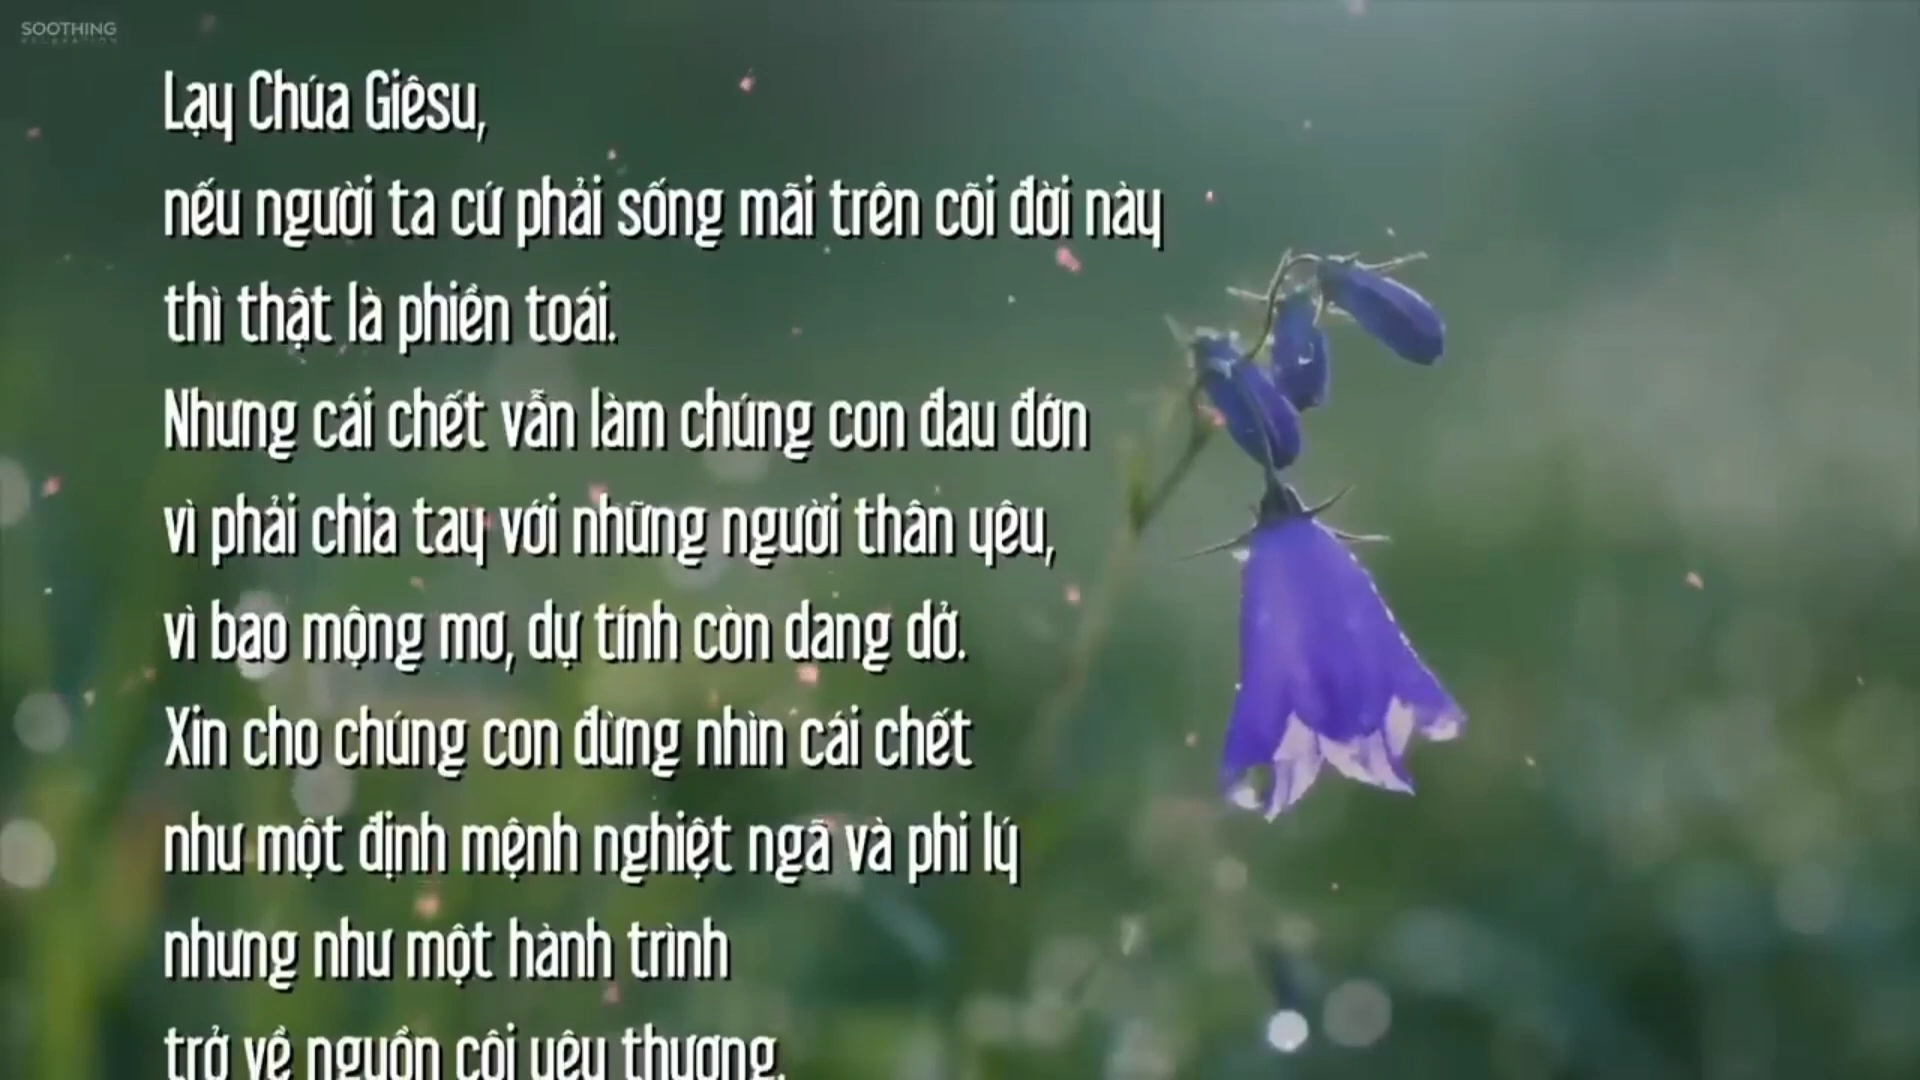 SOOTHING
RELAXATION
Lạy Chúa Giêsu,
nếu người ta cứ phải sống mãi trên cõi đời này
thì thật là phiền toái.
Nhưng cái chết vẫn làm chúng con đau đớn
vì phải chia tay với những người thân yêu,
vì bao mộng mơ, dự tính còn dang dở.
Xin cho chúng con đừng nhìn cái chết
như một định mệnh nghiệt ngã và phi lý
nhưng như một hành trình
trở về nguồn cội yêu thương.